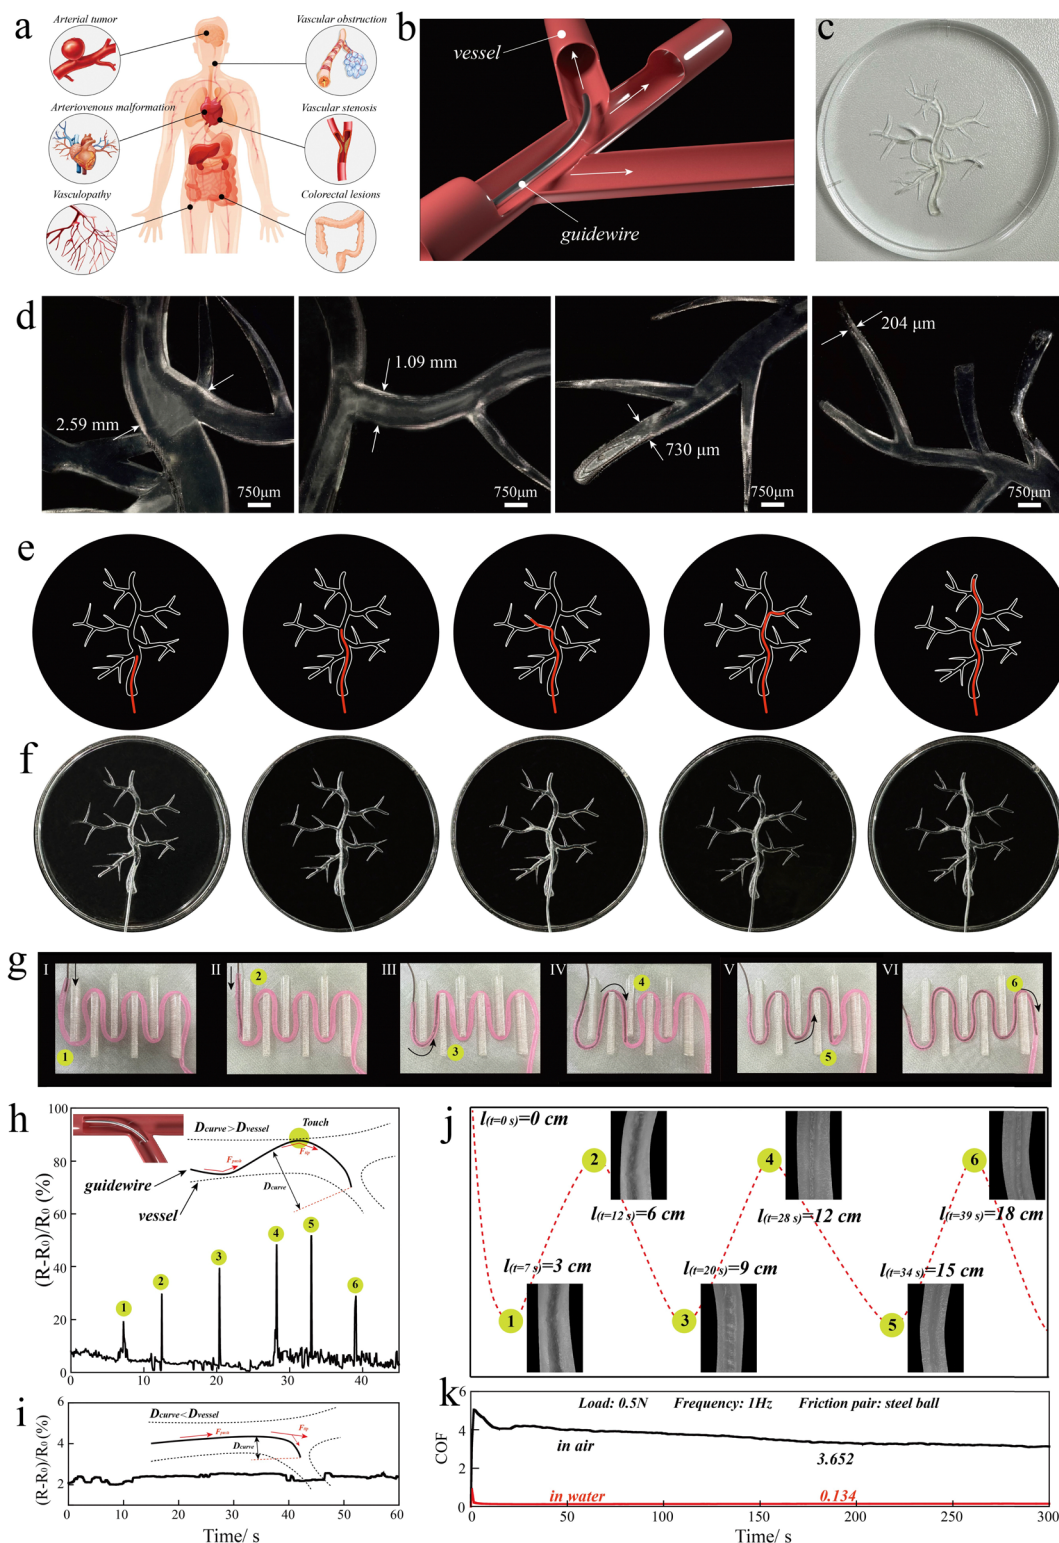 a
Arterial tumor
Vascular obstruction
Arteriovenous malformation
Vascular stenosis
Vasculopathy
Colorectal lesions
b
vessel
guidewire
c
d
2.59 mm
750μm
1.09 mm
750μm
730 μm
750μm
204 μm
750μm
e
f
g
I
1
II
2
III
3
IV
4
V
5
VI
6
h
(R-R0)/R0 (%)
100
80
60
40
20
0
Dcurve>Dvessel
Touch
Fpush
Ftip
Dcurve
guidewire
vessel
1
2
3
4
5
6
0
10
20
30
40
i
(R-R0)/R0 (%)
6
4
2
Dcurve<Dvessel
Fpush
Ftip
Dcurve
0
10
20
30
40
50
60
Time/ s
j
l(t=0 s)=0 cm
2
4
6
l(t=12 s)=6 cm
l(t=28 s)=12 cm
l(t=39 s)=18 cm
l(t=7 s)=3 cm
l(t=20 s)=9 cm
l(t=34 s)=15 cm
1
3
5
k
COF
6
4
2
0
Load: 0.5N Frequency: 1Hz Friction pair: steel ball
in air
3.652
in water
0.134
0
50
100
150
200
250
300
Time/ s